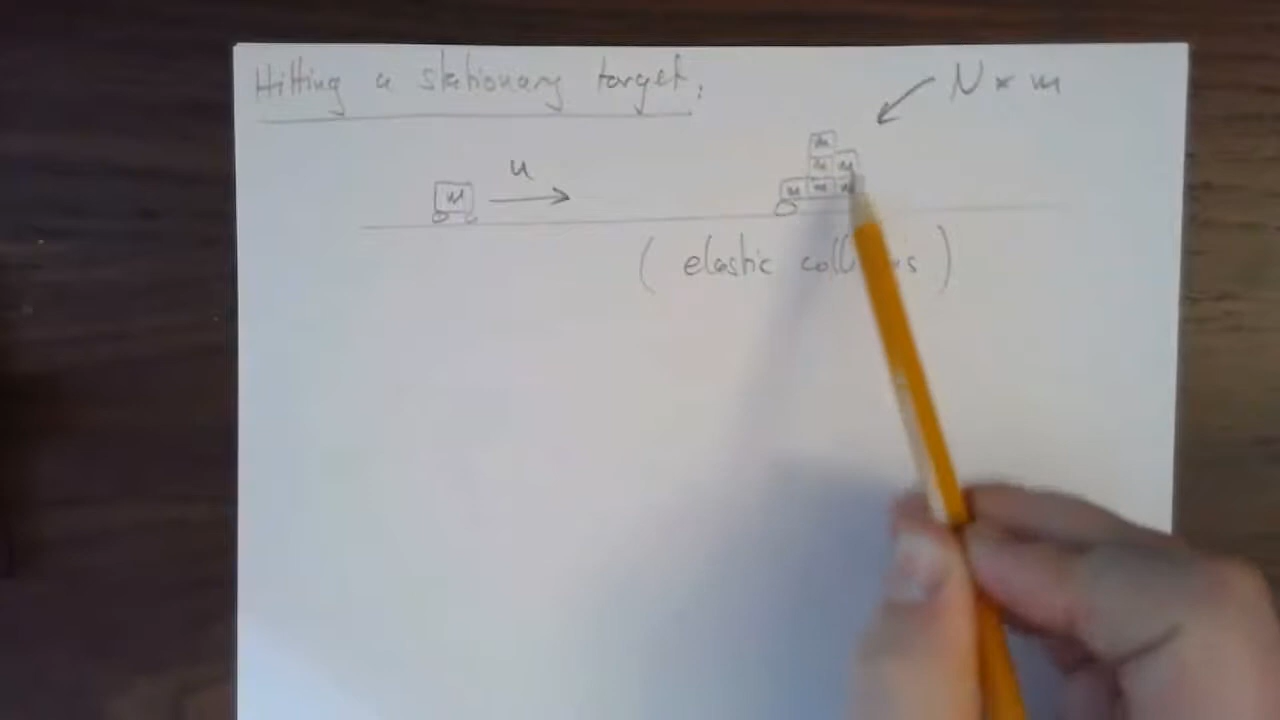 Hitting a stationary target.
N * m
u
m
m
m m
m m m
( elastic )